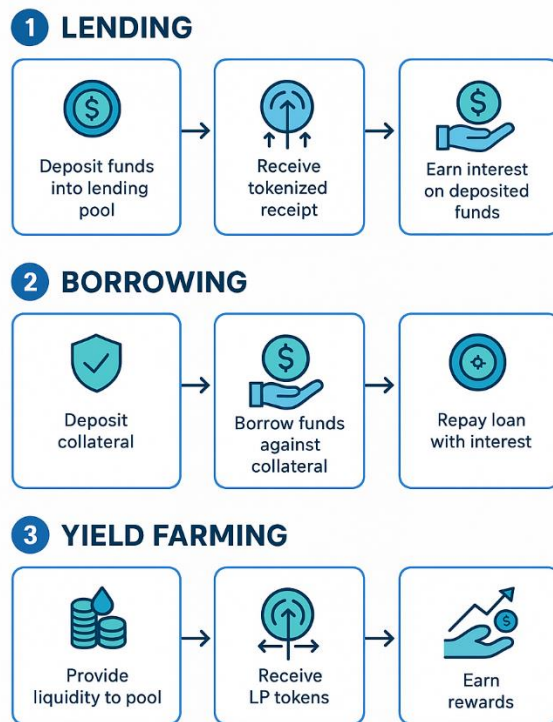 1 LENDING
Deposit funds
into lending
pool
Receive
tokenized
receipt
Earn interest
on deposited
funds
2 BORROWING
Deposit
collateral
Borrow funds
against
collateral
Repay loan
with interest
3 YIELD FARMING
Provide
liquidity to pool
Receive
LP tokens
Earn
rewards